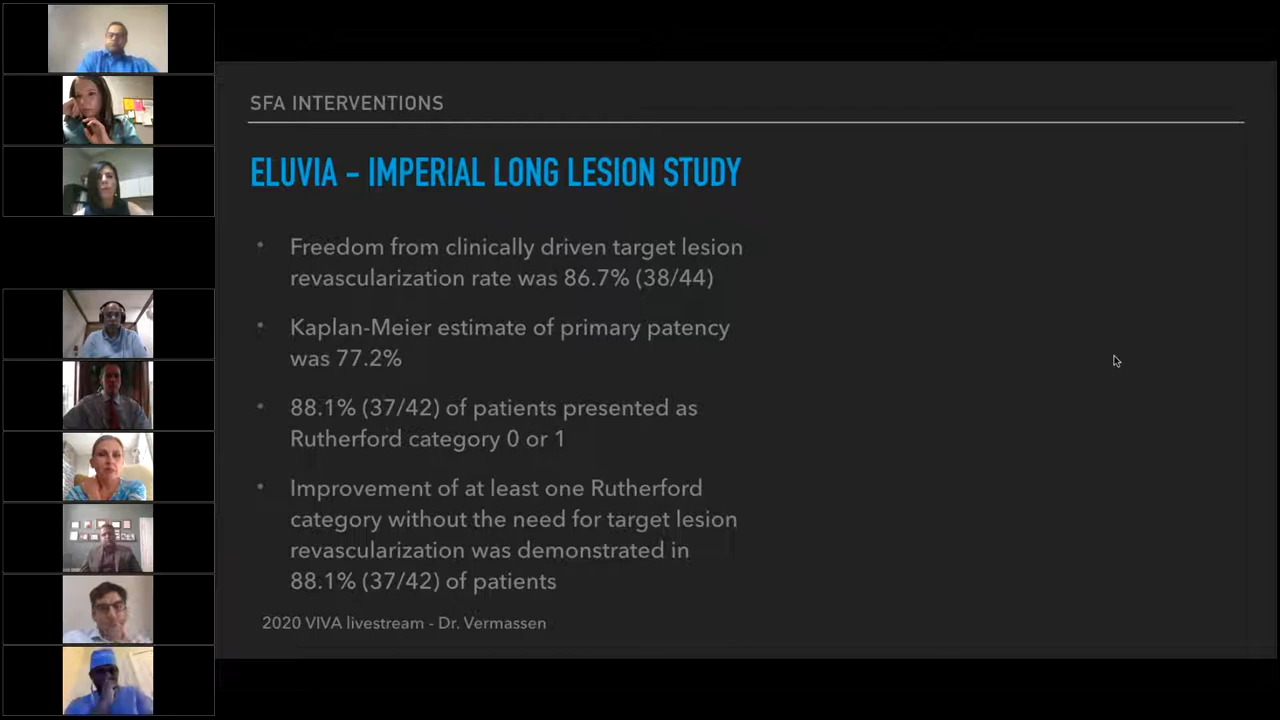 SFA INTERVENTIONS
ELUVIA – IMPERIAL LONG LESION STUDY
• Freedom from clinically driven target lesion
revascularization rate was 86.7% (38/44)
• Kaplan-Meier estimate of primary patency
was 77.2%
• 88.1% (37/42) of patients presented as
Rutherford category 0 or 1
• Improvement of at least one Rutherford
category without the need for target lesion
revascularization was demonstrated in
88.1% (37/42) of patients
2020 VIVA livestream - Dr. Vermassen